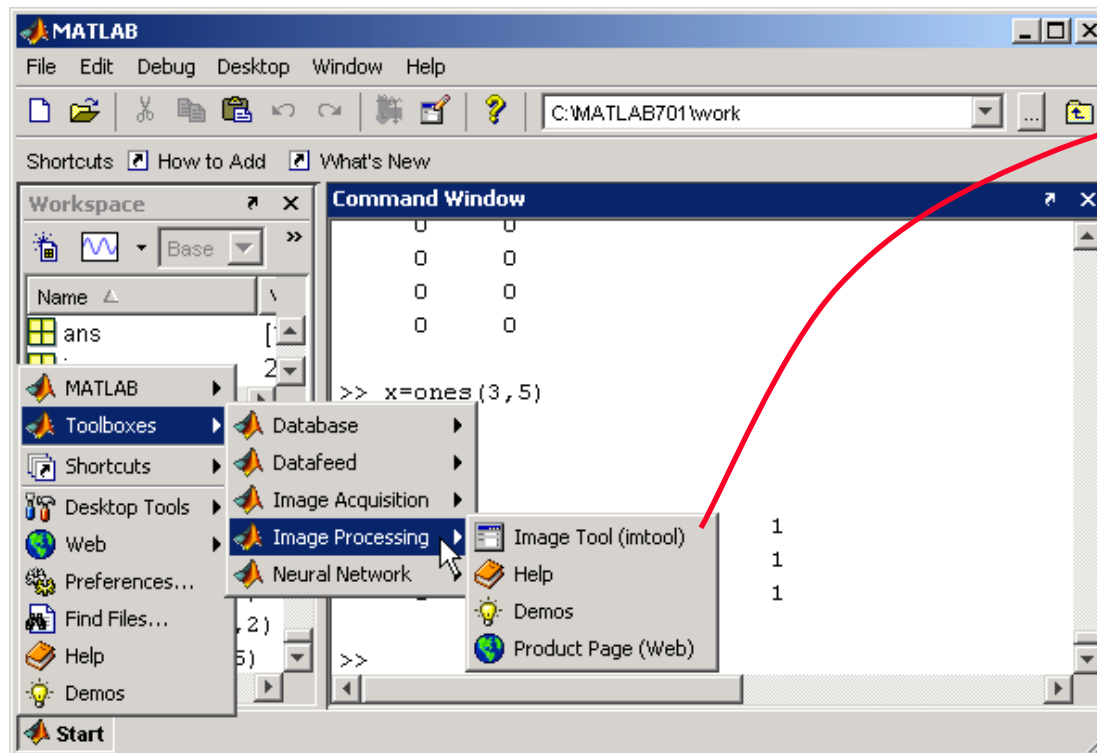 MATLAB
File Edit Debug Desktop Window Help
C:\MATLAB701\work
...
Shortcuts How to Add What's New
Workspace
Base
»
Name
ans
[
2
Command Window
0 0
0 0
0 0
0 0
>> x=ones(3,5)
1
1
1
>>
,2)
5)
MATLAB
Toolboxes
Shortcuts
Desktop Tools
Web
Preferences...
Find Files...
Help
Demos
Database
Datafeed
Image Acquisition
Image Processing
Neural Network
Image Tool (imtool)
Help
Demos
Product Page (Web)
Start